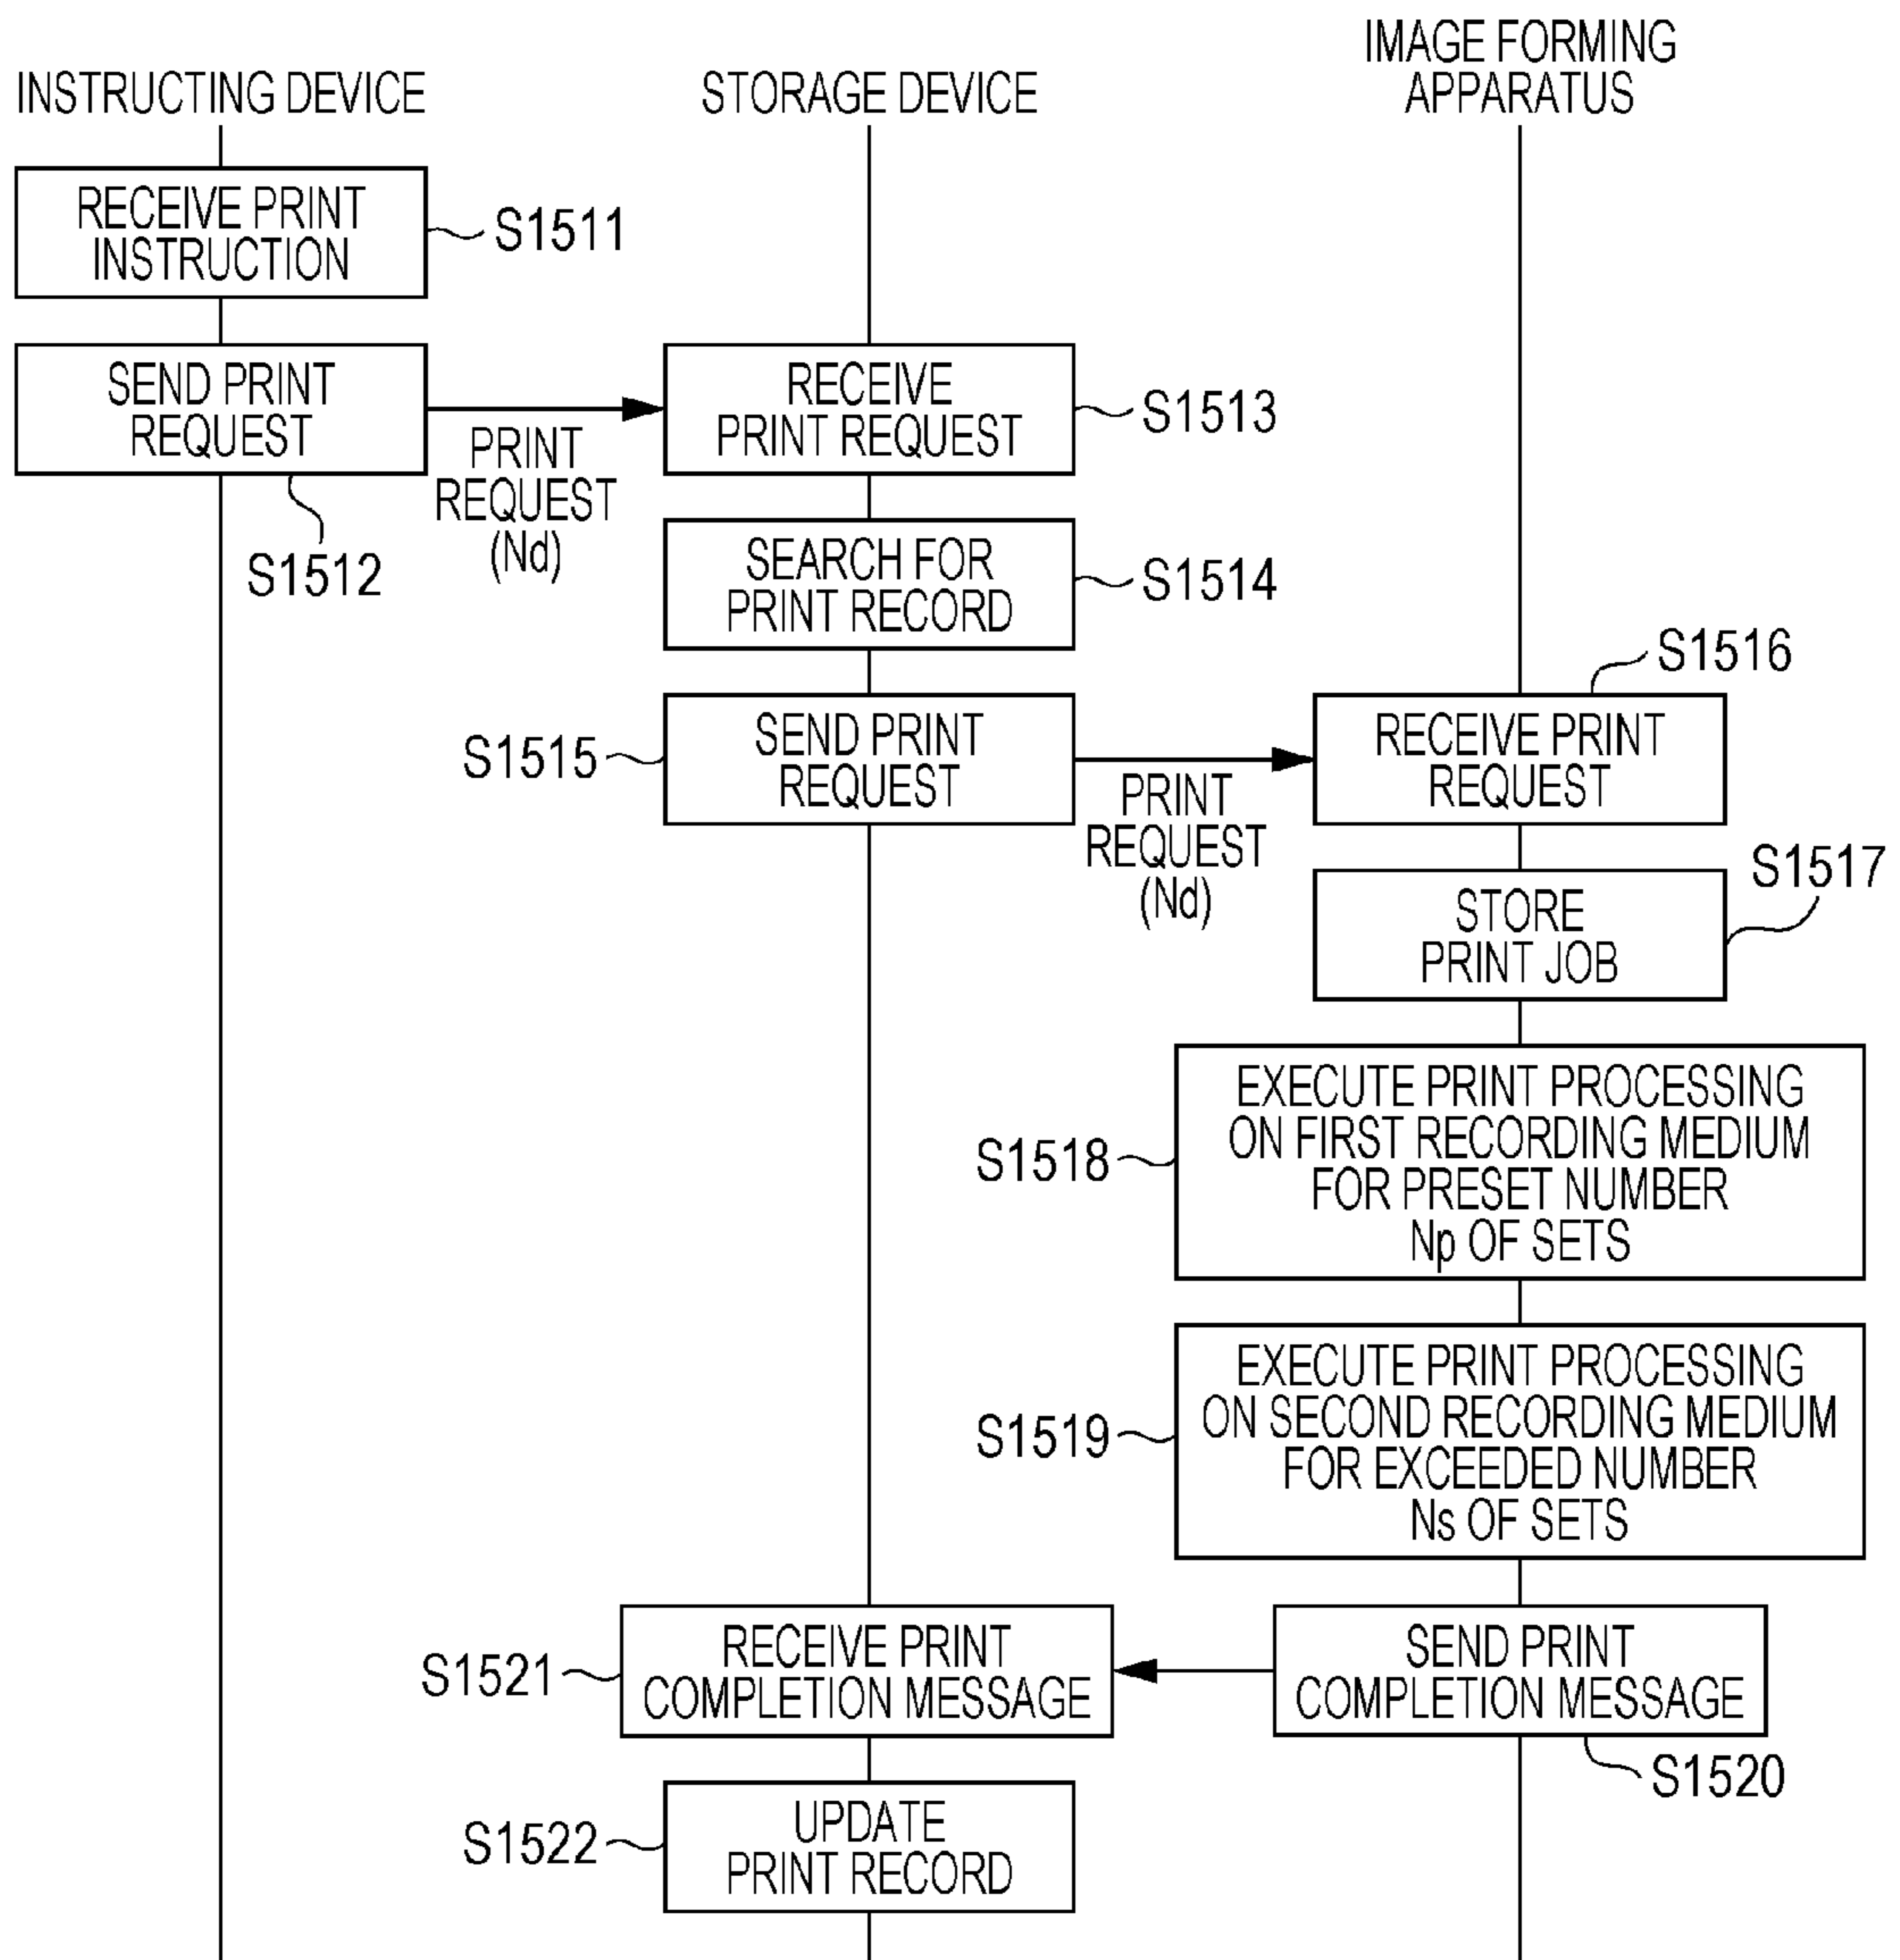 INSTRUCTING DEVICE
STORAGE DEVICE
IMAGE FORMING
APPARATUS
RECEIVE PRINT
INSTRUCTION
S1511
SEND PRINT
REQUEST
S1512
PRINT
REQUEST
(Nd)
RECEIVE
PRINT REQUEST
S1513
SEARCH FOR
PRINT RECORD
S1514
S1515
SEND PRINT
REQUEST
PRINT
REQUEST
(Nd)
S1516
RECEIVE PRINT
REQUEST
S1517
STORE
PRINT JOB
S1518
EXECUTE PRINT PROCESSING
ON FIRST RECORDING MEDIUM
FOR PRESET NUMBER
Np OF SETS
S1519
EXECUTE PRINT PROCESSING
ON SECOND RECORDING MEDIUM
FOR EXCEEDED NUMBER
Ns OF SETS
SEND PRINT
COMPLETION MESSAGE
S1520
S1521
RECEIVE PRINT
COMPLETION MESSAGE
S1522
UPDATE
PRINT RECORD